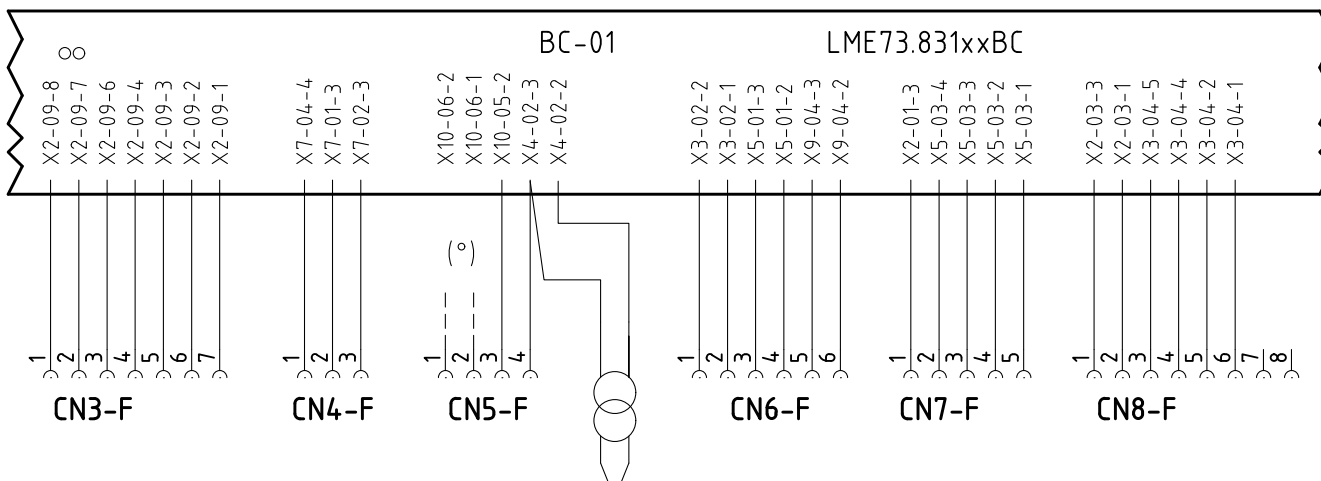 BC-01 LME73.831xxBC
X2-09-8 X2-09-7 X2-09-6 X2-09-4 X2-09-3 X2-09-2 X2-09-1 X7-04-4 X7-01-3 X7-02-3 X10-06-2 X10-06-1 X10-05-2 X4-02-3 X4-02-2 X3-02-2 X3-02-1 X5-01-3 X5-01-2 X9-04-3 X9-04-2 X2-01-3 X5-03-4 X5-03-3 X5-03-2 X5-03-1 X2-03-3 X2-03-1 X3-04-5 X3-04-4 X3-04-2 X3-04-1
(°)
1 2 3 4 5 6 7 1 2 3 1 2 3 4 1 2 3 4 5 6 1 2 3 4 5 1 2 3 4 5 6 7 8
CN3-F CN4-F CN5-F CN6-F CN7-F CN8-F